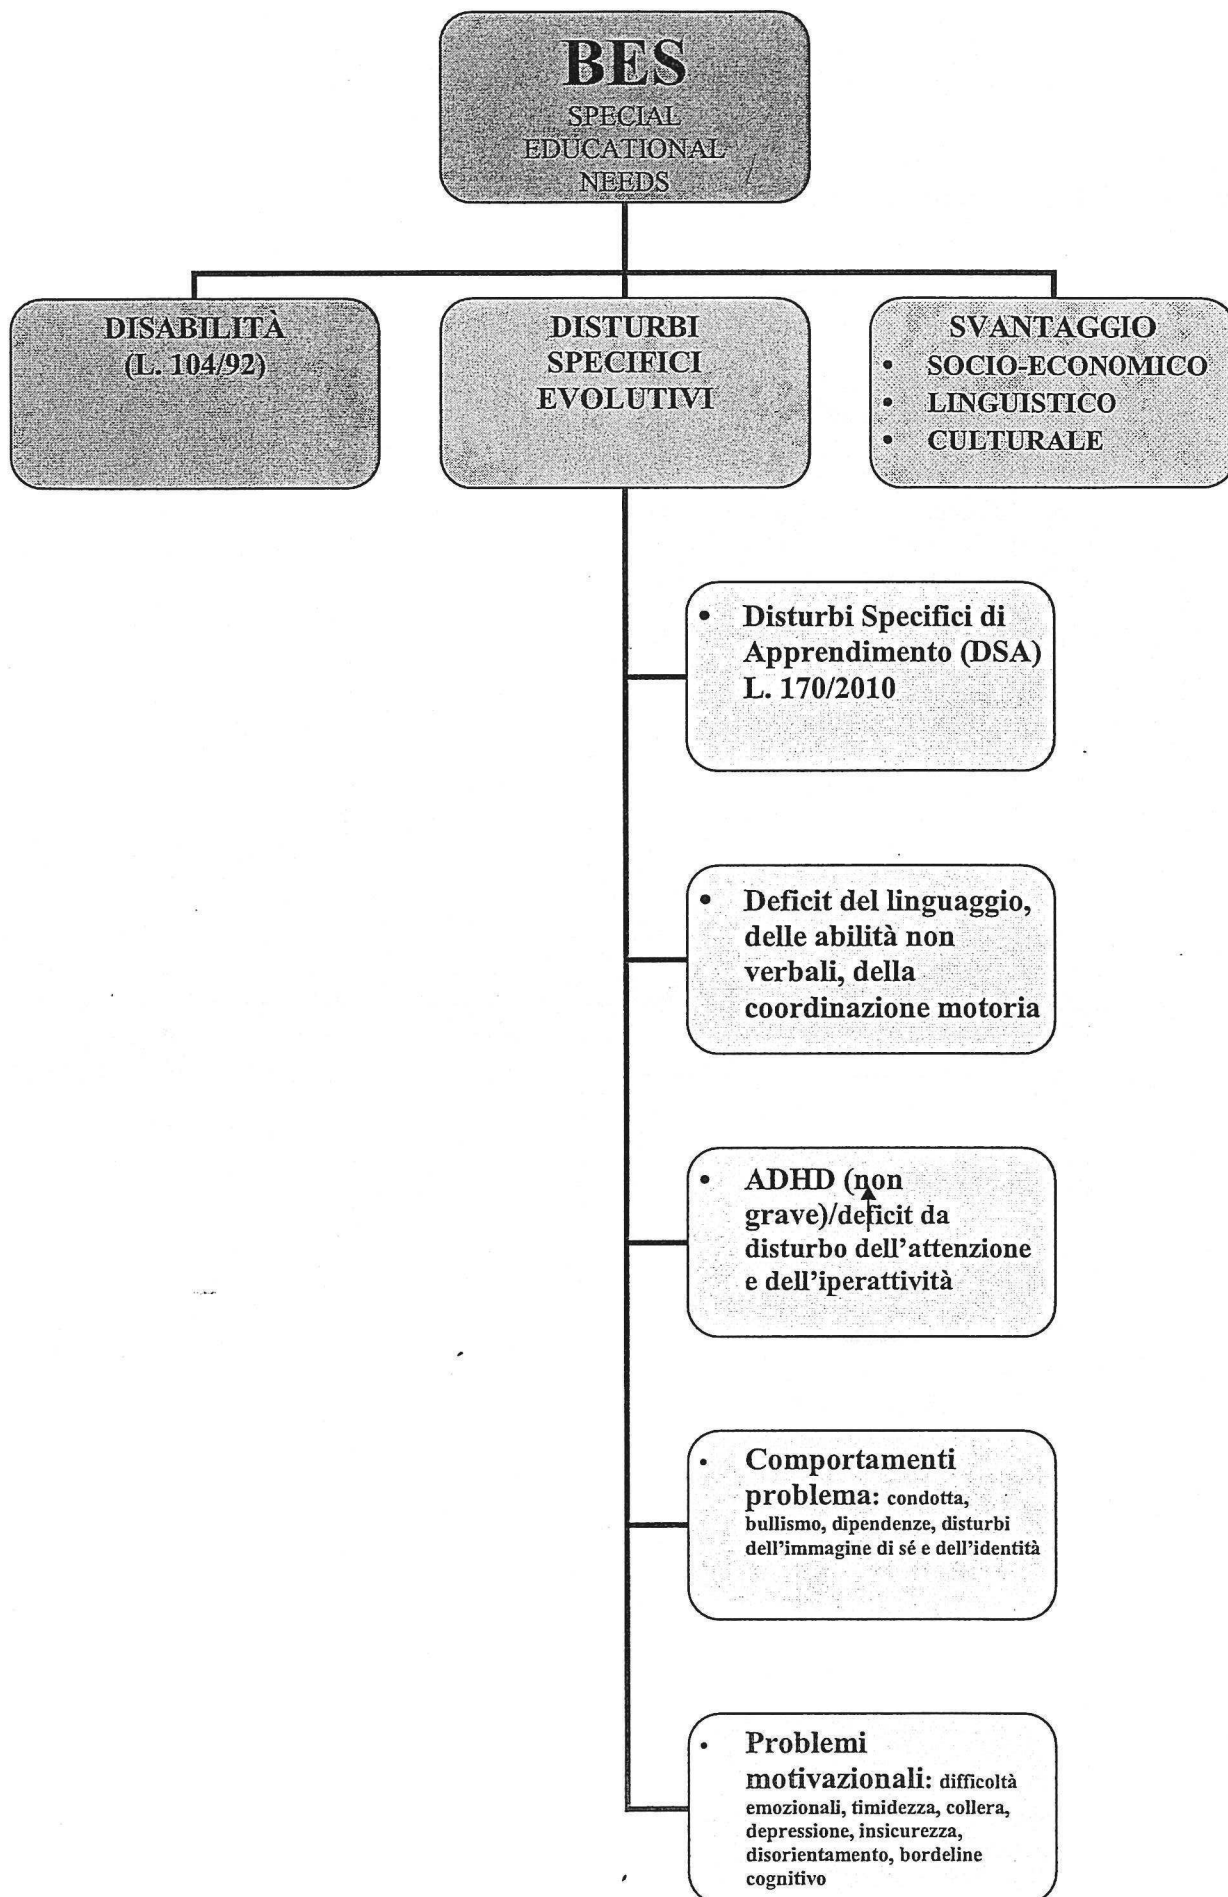 BES
SPECIAL
EDUCATIONAL
NEEDS
DISABILITÀ
(L. 104/92)
DISTURBI
SPECIFICI
EVOLUTIVI
SVANTAGGIO
• SOCIO-ECONOMICO
• LINGUISTICO
• CULTURALE
• Disturbi Specifici di
Apprendimento (DSA)
L. 170/2010
• Deficit del linguaggio,
delle abilità non
verbali, della
coordinazione motoria
• ADHD (non
grave)/deficit da
disturbo dell’attenzione
e dell’iperattività
• Comportamenti
problema: condotta,
bullismo, dipendenze, disturbi
dell’immagine di sé e dell’identità
• Problemi
motivazionali: difficoltà
emozionali, timidezza, collera,
depressione, insicurezza,
disorientamento, bordeline
cognitivo